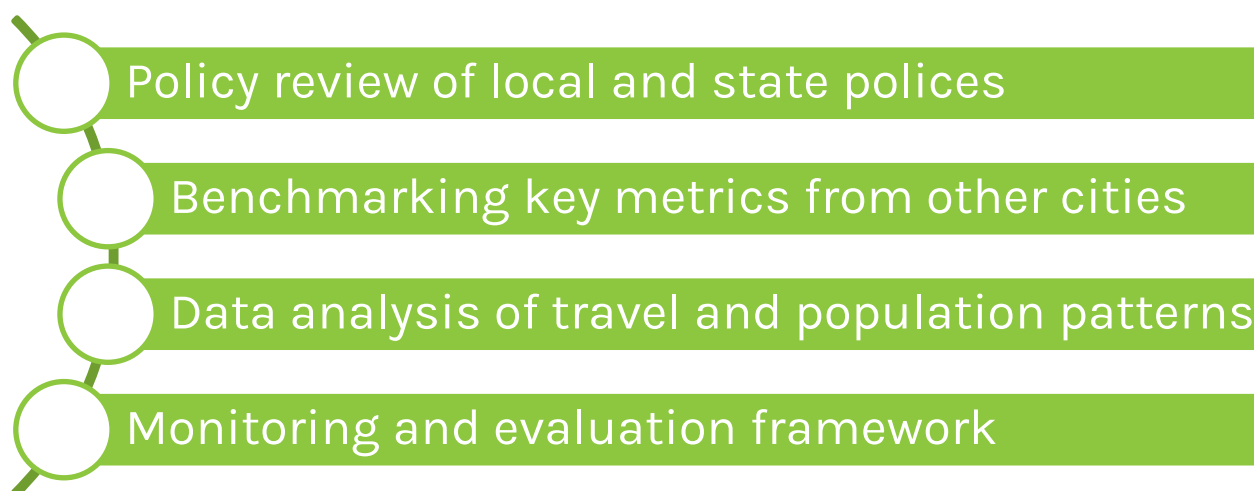 Policy review of local and state polices
Benchmarking key metrics from other cities
Data analysis of travel and population patterns
Monitoring and evaluation framework